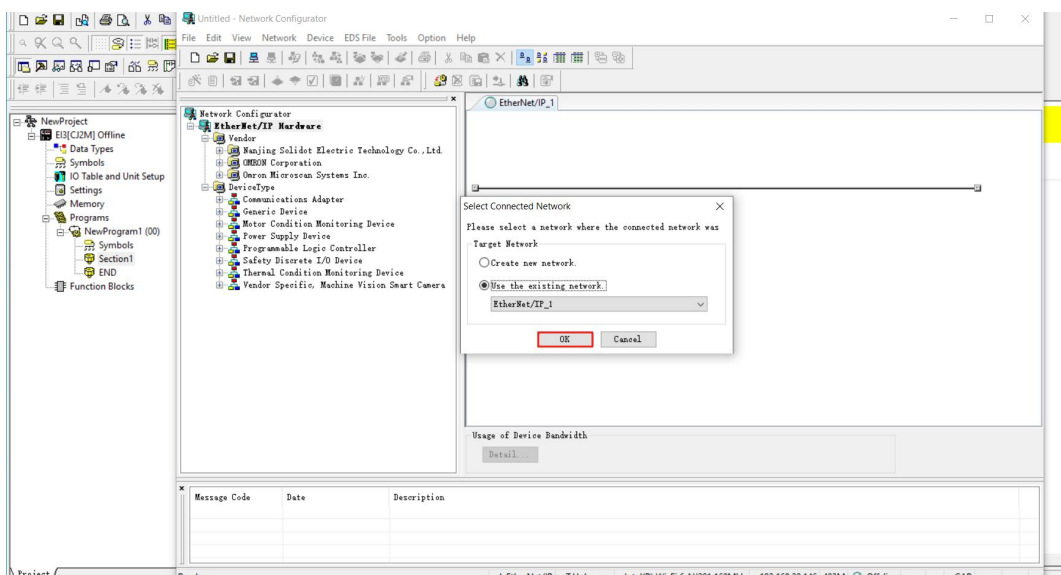 Untitled - Network Configurator
File Edit View Network Device EDS File Tools Option Help
NewProject
EI3[CJ2M] Offline
Data Types
Symbols
IO Table and Unit Setup
Settings
Memory
Programs
NewProgram1 (00)
Symbols
Section1
END
Function Blocks
Project
Network Configurator
EtherNet/IP Hardware
Vendor
Nanjing Solidot Electric Technology Co., Ltd.
OMRON Corporation
Omron Microscan Systems Inc.
DeviceType
Communications Adapter
Generic Device
Motor Condition Monitoring Device
Power Supply Device
Programmable Logic Controller
Safety Discrete I/O Device
Thermal Condition Monitoring Device
Vendor Specific, Machine Vision Smart Camera
EtherNet/IP_1
Select Connected Network
Please select a network where the connected network was
Target Network
Create new network.
Use the existing network.
EtherNet/IP_1
OK Cancel
Usage of Device Bandwidth
Detail...
Message Code Date Description